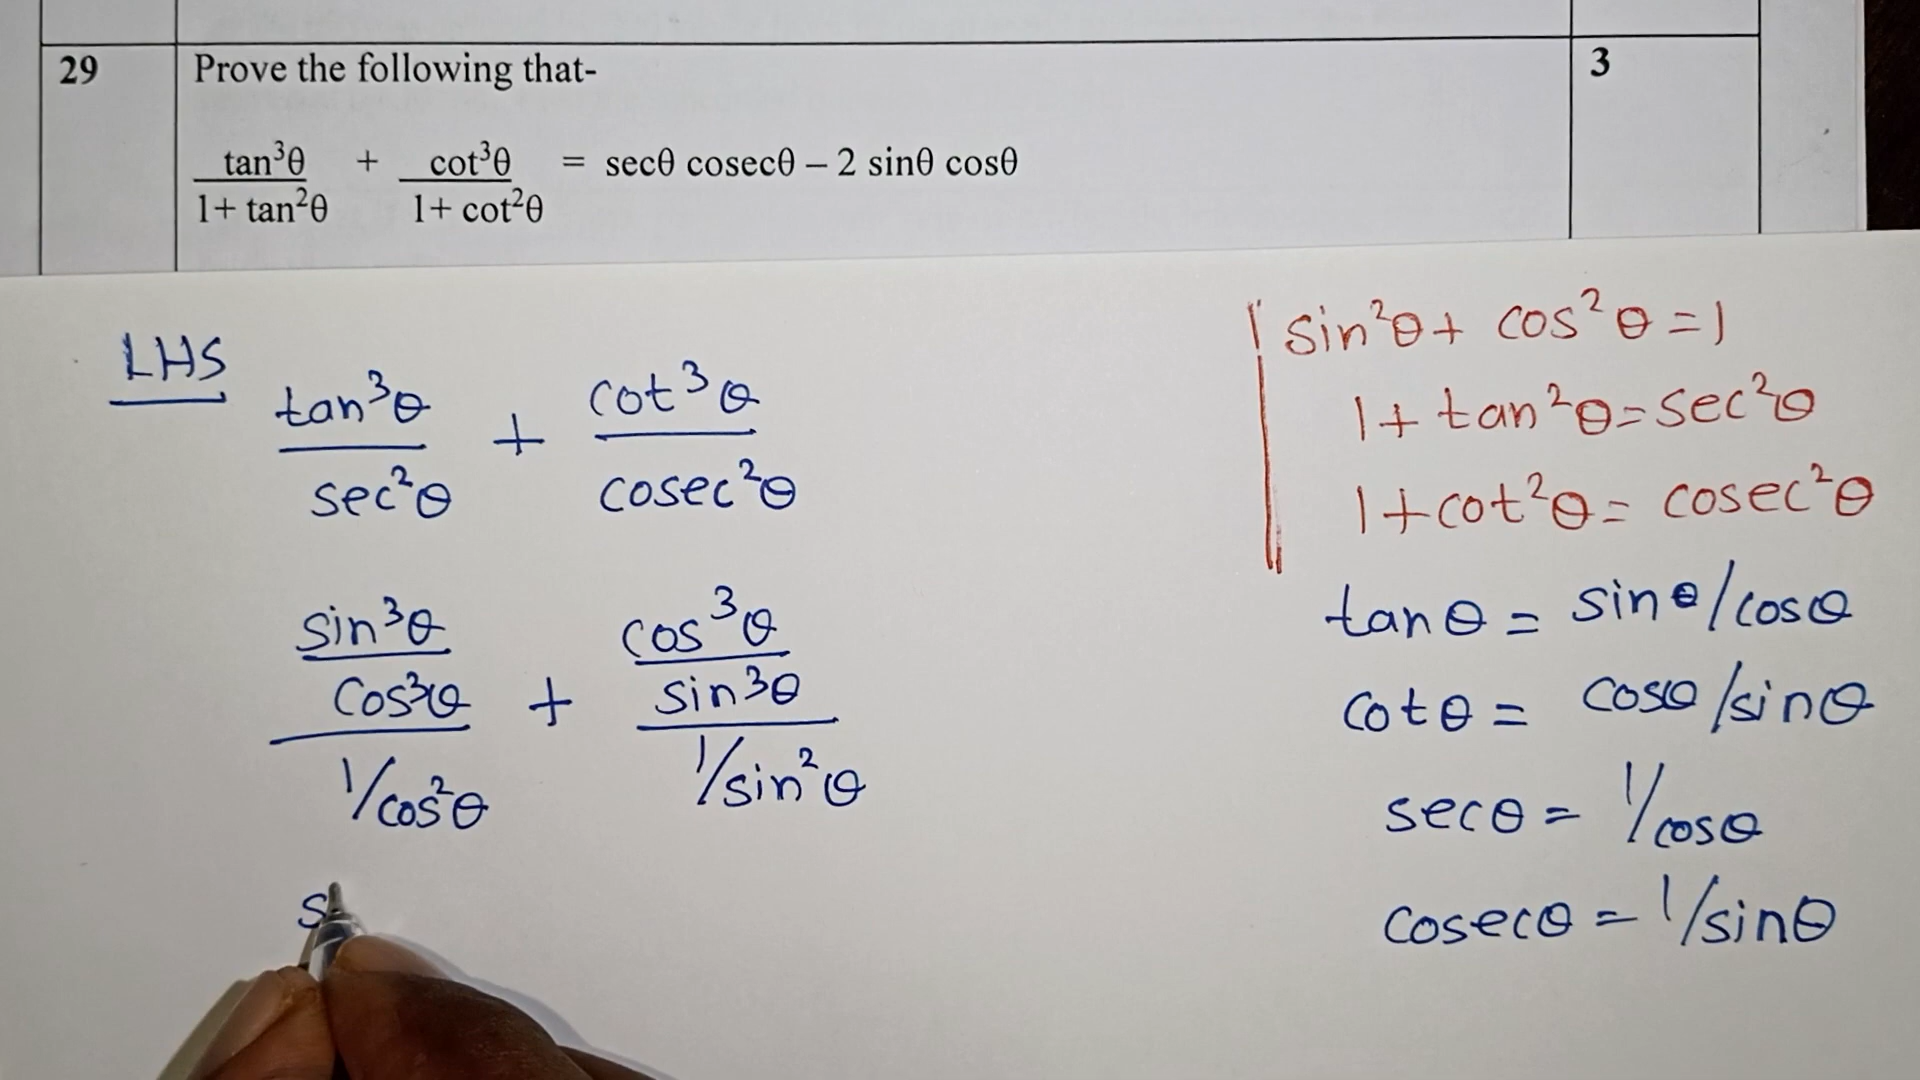 29 Prove the following that- 3
tan³θ + cot³θ = secθ cosecθ – 2 sinθ cosθ
1+ tan²θ 1+ cot²θ
LHS
tan³θ + cot³θ
sec²θ cosec²θ
sin³θ cos³θ
cos³θ + sin³θ
1/cos²θ 1/sin²θ
s
sin²θ + cos²θ = 1
1 + tan²θ = sec²θ
1 + cot²θ = cosec²θ
tanθ = sinθ/cosθ
cotθ = cosθ/sinθ
secθ = 1/cosθ
cosecθ = 1/sinθ